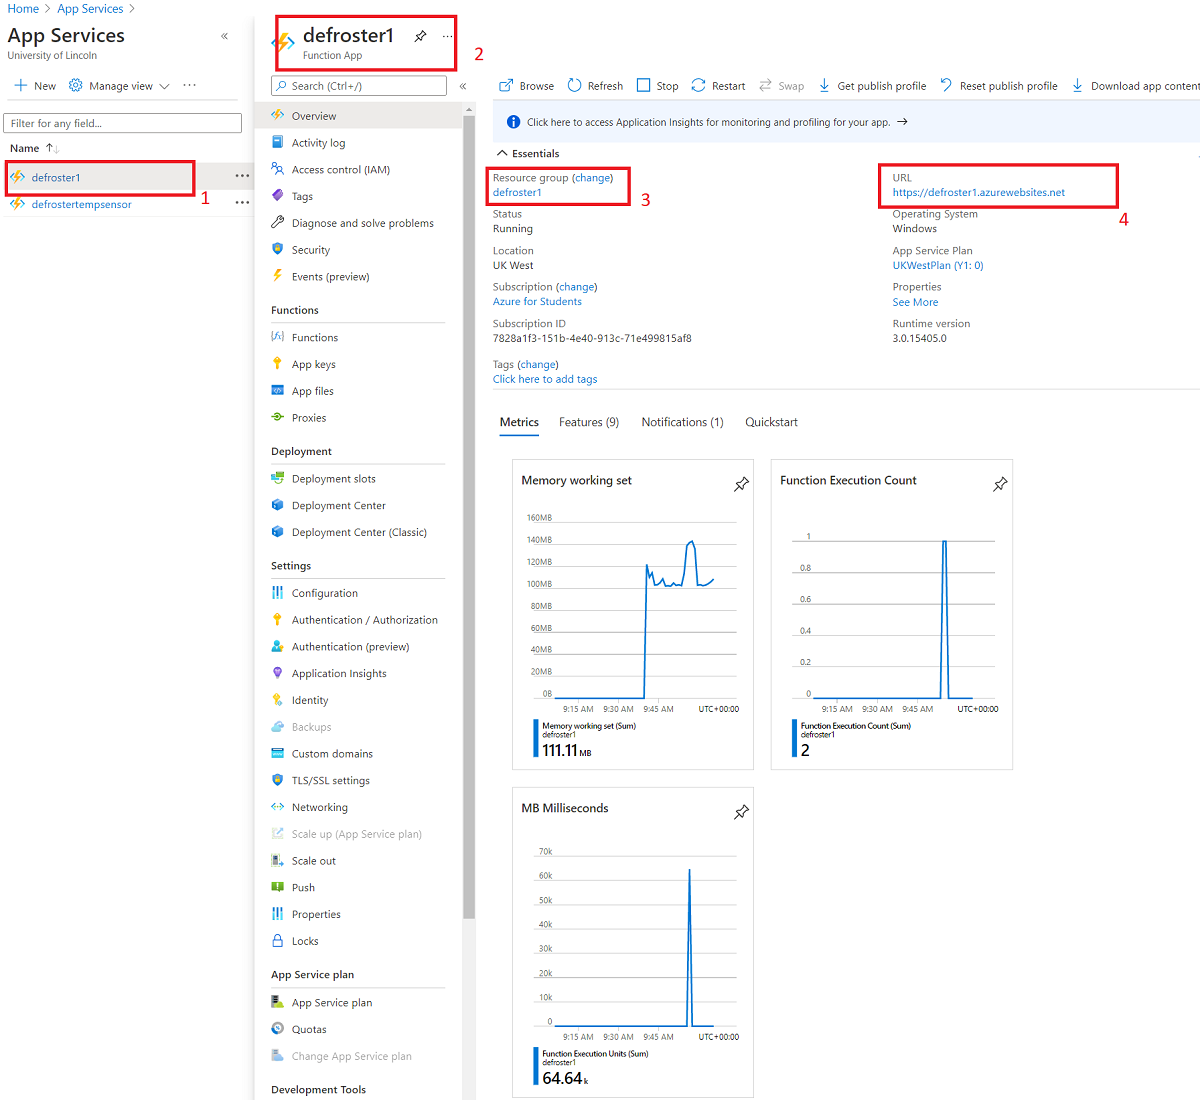 Home > App Services >
App Services
University of Lincoln
«
+ New
Manage view
...
Filter for any field...
Name ↑↓
defroster1
...
1
defrostertempsensor
...
defroster1
...
Function App
2
Search (Ctrl+/)
«
Overview
Activity log
Access control (IAM)
Tags
Diagnose and solve problems
Security
Events (preview)
Functions
Functions
App keys
App files
Proxies
Deployment
Deployment slots
Deployment Center
Deployment Center (Classic)
Settings
Configuration
Authentication / Authorization
Authentication (preview)
Application Insights
Identity
Backups
Custom domains
TLS/SSL settings
Networking
Scale up (App Service plan)
Scale out
Push
Properties
Locks
App Service plan
App Service plan
Quotas
Change App Service plan
Development Tools
Browse
Refresh
Stop
Restart
Swap
Get publish profile
Reset publish profile
Download app content
Click here to access Application Insights for monitoring and profiling for your app. →
Essentials
Resource group (change)
defroster1
3
Status
Running
Location
UK West
Subscription (change)
Azure for Students
Subscription ID
7828a1f3-151b-4e40-913c-71e499815af8
Tags (change)
Click here to add tags
URL
https://defroster1.azurewebsites.net
4
Operating System
Windows
App Service Plan
UKWestPlan (Y1: 0)
Properties
See More
Runtime version
3.0.15405.0
Metrics
Features (9)
Notifications (1)
Quickstart
Memory working set
160MB
140MB
120MB
100MB
80MB
60MB
40MB
20MB
0B
9:15 AM 9:30 AM 9:45 AM UTC+00:00
Memory working set (Sum)
defroster1
111.11 MB
Function Execution Count
1
0.8
0.6
0.4
0.2
0
9:15 AM 9:30 AM 9:45 AM UTC+00:00
Function Execution Count (Sum)
defroster1
2
MB Milliseconds
70k
60k
50k
40k
30k
20k
10k
0
9:15 AM 9:30 AM 9:45 AM UTC+00:00
Function Execution Units (Sum)
defroster1
64.64 k